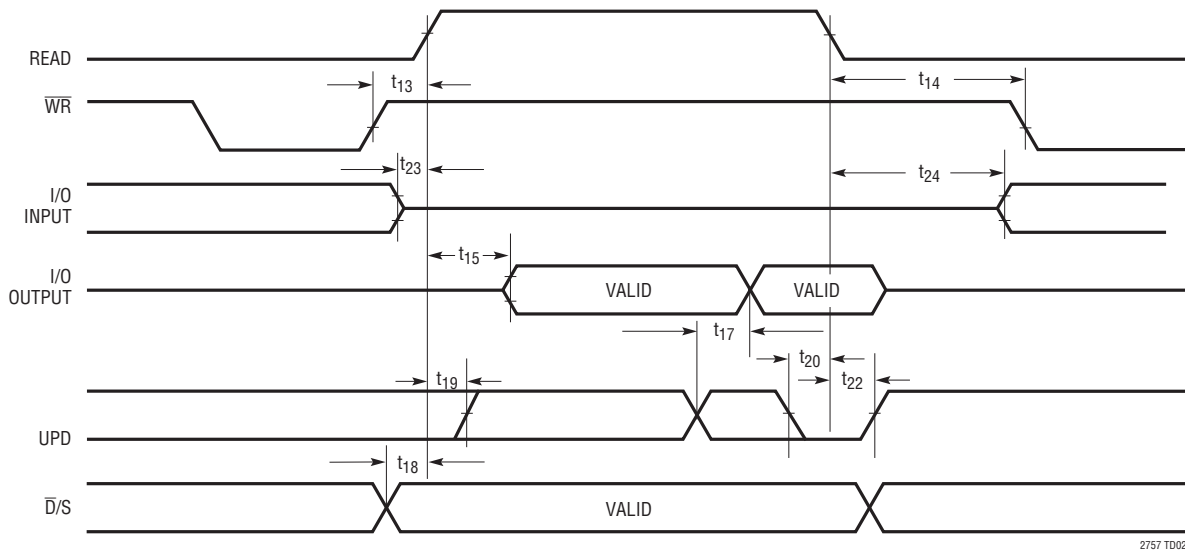 READ
t13
t14
W̅R̅
t23
t24
I/O
INPUT
t15
I/O
OUTPUT
VALID
VALID
t17
t20
t22
t19
UPD
t18
D̅/S
VALID
2757 TD02